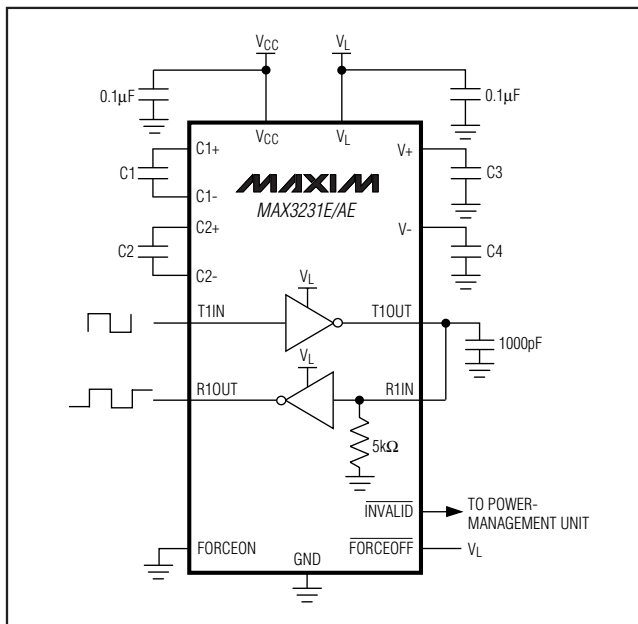 VCC VL
0.1µF 0.1µF
VCC VL
C1+ V+
C1 C3
MAXIM
C1- MAX3231E/AE
C2+ V-
C2 C4
C2-
VL
T1IN T1OUT
1000pF
VL
R1OUT R1IN
5kΩ
INVALID TO POWER-
MANAGEMENT UNIT
FORCEON FORCEOFF VL
GND